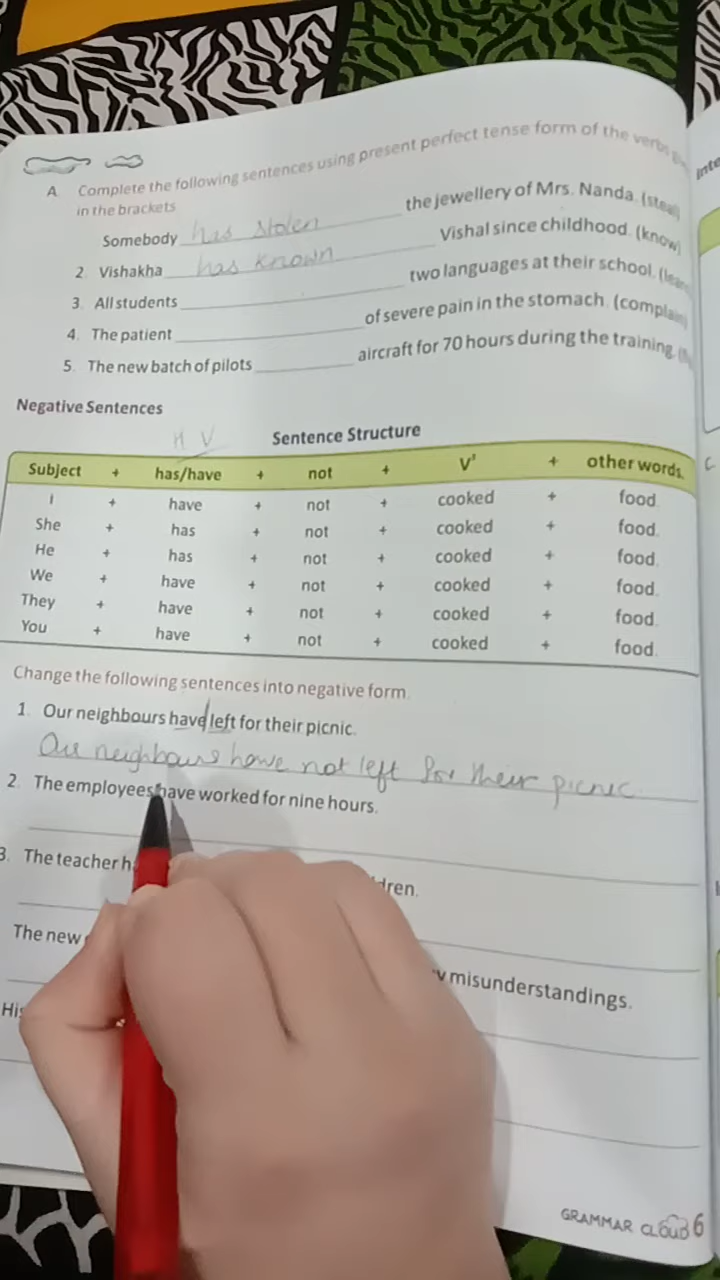 A. Complete the following sentences using present perfect tense form of the verbs
in the brackets
Somebody has stolen the jewellery of Mrs. Nanda. (steal)
2. Vishakha has known Vishal since childhood. (know)
3. All students two languages at their school. (learn
4. The patient of severe pain in the stomach. (complain)
5. The new batch of pilots aircraft for 70 hours during the training.
Negative Sentences
H V
Sentence Structure
Subject + has/have + not + V³ + other words.
I + have + not + cooked + food.
She + has + not + cooked + food.
He + has + not + cooked + food.
We + have + not + cooked + food.
They + have + not + cooked + food.
You + have + not + cooked + food.
Change the following sentences into negative form.
1. Our neighbours have left for their picnic.
Our neighbours have not left for their picnic
2. The employees have worked for nine hours.
3. The teacher
The new misunderstandings.
His
GRAMMAR CLOUD 6